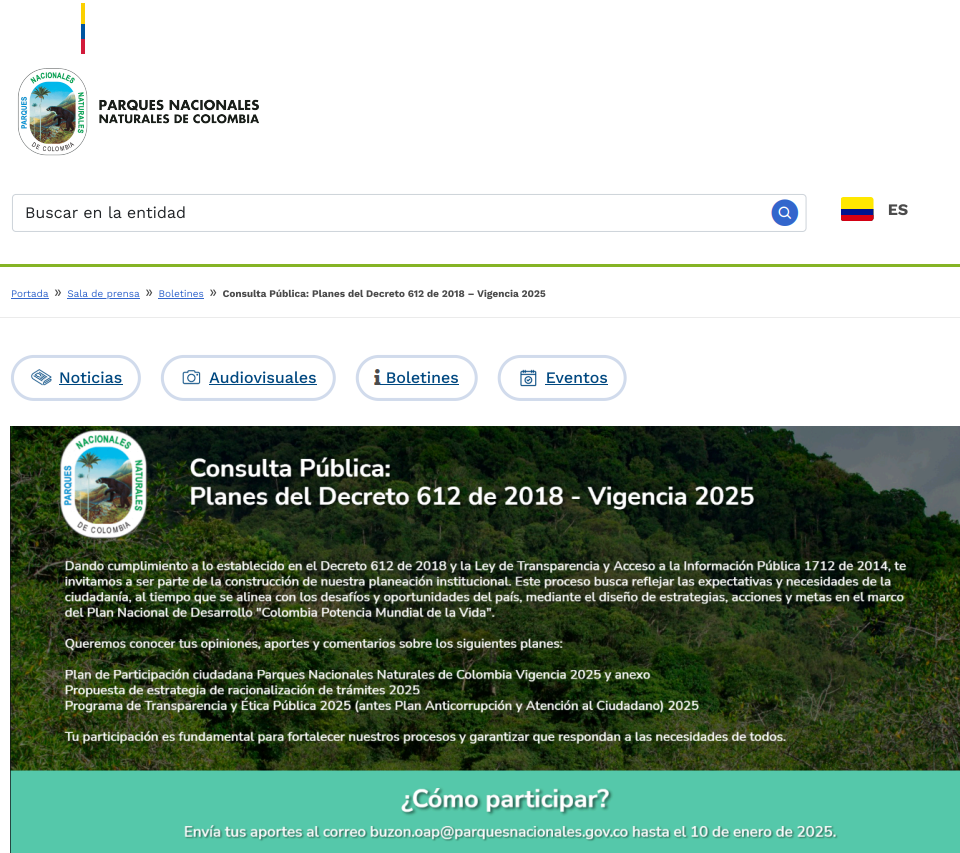 PARQUES NACIONALES NATURALES DE COLOMBIA
PARQUES NACIONALES
NATURALES DE COLOMBIA
Buscar en la entidad
ES
Portada » Sala de prensa » Boletines » Consulta Pública: Planes del Decreto 612 de 2018 – Vigencia 2025
Noticias
Audiovisuales
Boletines
Eventos
PARQUES NACIONALES NATURALES DE COLOMBIA
Consulta Pública:
Planes del Decreto 612 de 2018 - Vigencia 2025
Dando cumplimiento a lo establecido en el Decreto 612 de 2018 y la Ley de Transparencia y Acceso a la Información Pública 1712 de 2014, te
invitamos a ser parte de la construcción de nuestra planeación institucional. Este proceso busca reflejar las expectativas y necesidades de la
ciudadanía, al tiempo que se alinea con los desafíos y oportunidades del país, mediante el diseño de estrategias, acciones y metas en el marco
del Plan Nacional de Desarrollo "Colombia Potencia Mundial de la Vida".
Queremos conocer tus opiniones, aportes y comentarios sobre los siguientes planes:
Plan de Participación ciudadana Parques Nacionales Naturales de Colombia Vigencia 2025 y anexo
Propuesta de estrategia de racionalización de trámites 2025
Programa de Transparencia y Ética Pública 2025 (antes Plan Anticorrupción y Atención al Ciudadano) 2025
Tu participación es fundamental para fortalecer nuestros procesos y garantizar que respondan a las necesidades de todos.
¿Cómo participar?
Envía tus aportes al correo buzon.oap@parquesnacionales.gov.co hasta el 10 de enero de 2025.